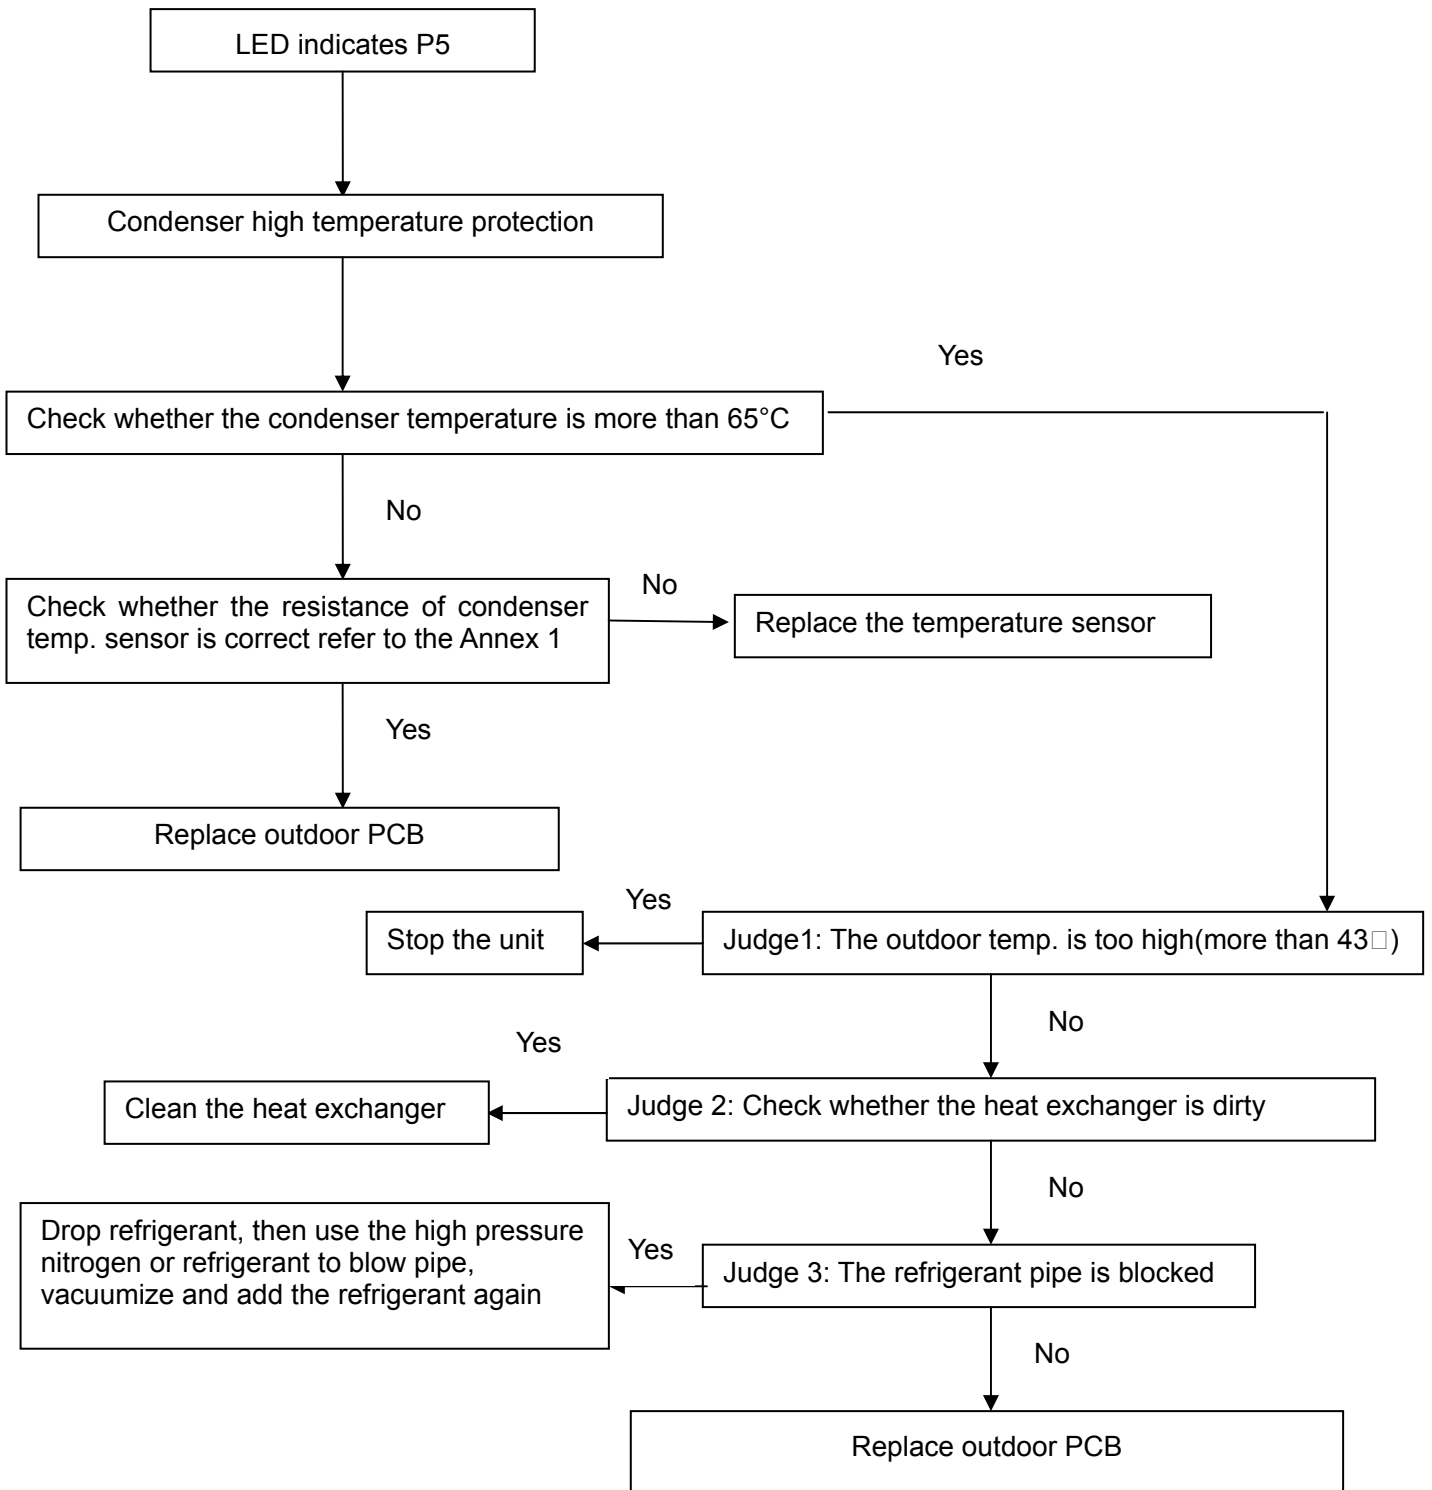 LED indicates P5
Condenser high temperature protection
Yes
Check whether the condenser temperature is more than 65°C
No
Check whether the resistance of condenser
temp. sensor is correct refer to the Annex 1
No
Replace the temperature sensor
Yes
Replace outdoor PCB
Yes
Stop the unit
Judge1: The outdoor temp. is too high(more than 43□)
No
Yes
Clean the heat exchanger
Judge 2: Check whether the heat exchanger is dirty
No
Drop refrigerant, then use the high pressure
nitrogen or refrigerant to blow pipe,
vacuumize and add the refrigerant again
Yes
Judge 3: The refrigerant pipe is blocked
No
Replace outdoor PCB